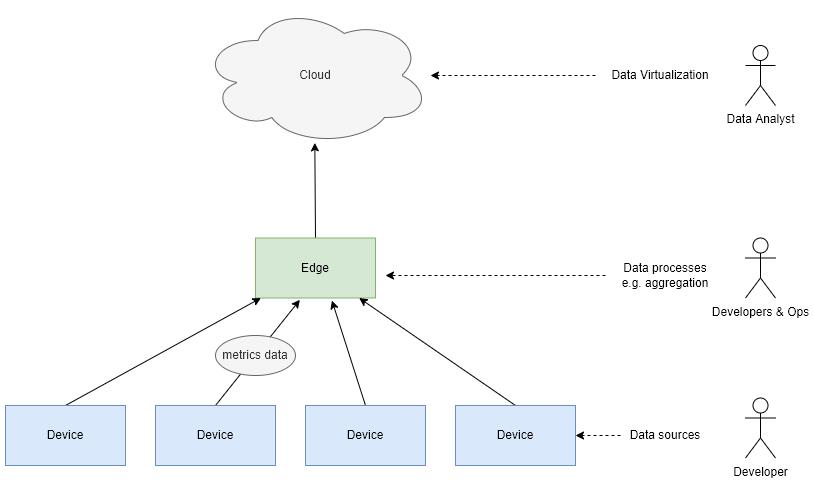 Cloud
Data Virtualization
Data Analyst
Edge
Data processes
e.g. aggregation
Developers & Ops
metrics data
Device
Device
Device
Device
Data sources
Developer